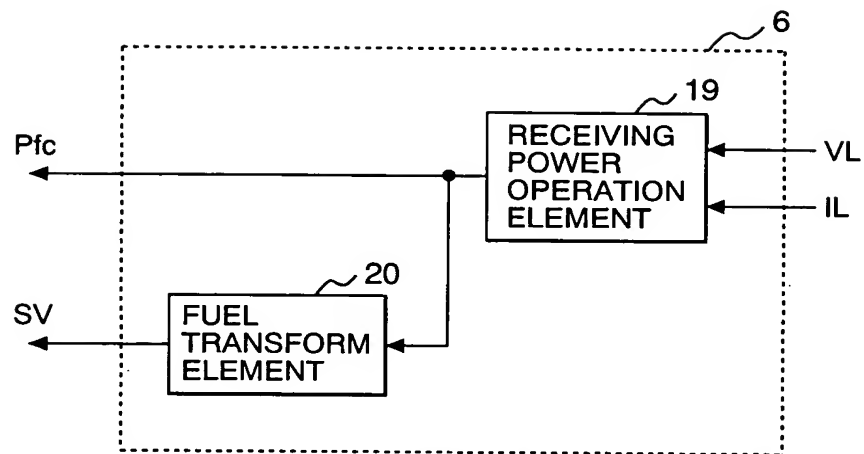 6
19
Pfc
RECEIVING
POWER
OPERATION
ELEMENT
VL
IL
20
SV
FUEL
TRANSFORM
ELEMENT